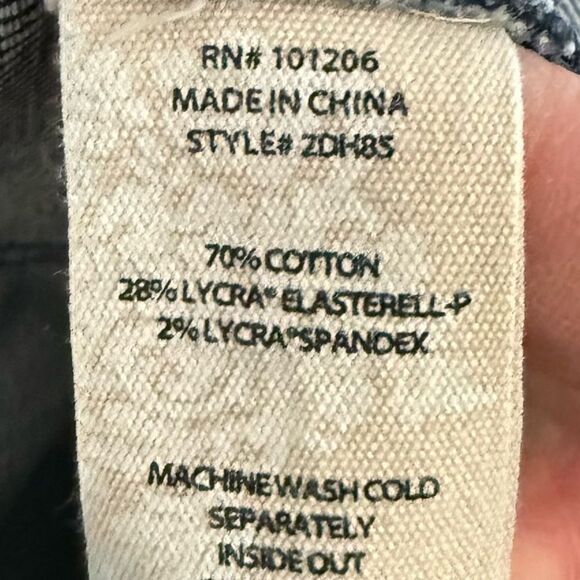 RN# 101206
MADE IN CHINA
STYLE# 2DH85
70% COTTON
28% LYCRA® ELASTERELL-P
2% LYCRA® SPANDEX
MACHINE WASH COLD
SEPARATELY
INSIDE OUT